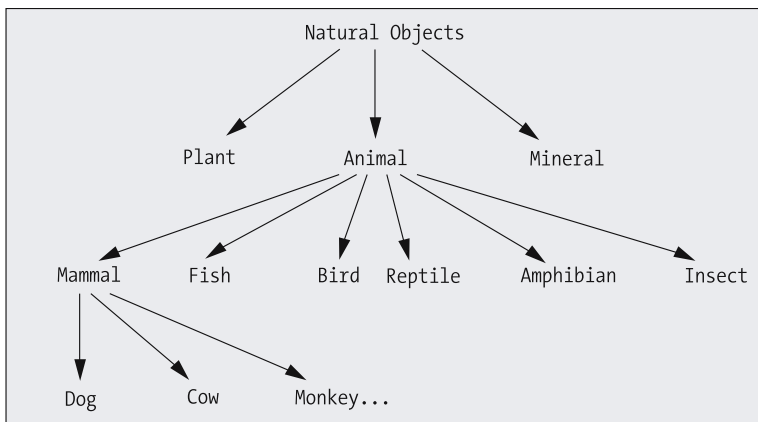 Natural Objects
Plant Animal Mineral
Mammal Fish Bird Reptile Amphibian Insect
Dog Cow Monkey...